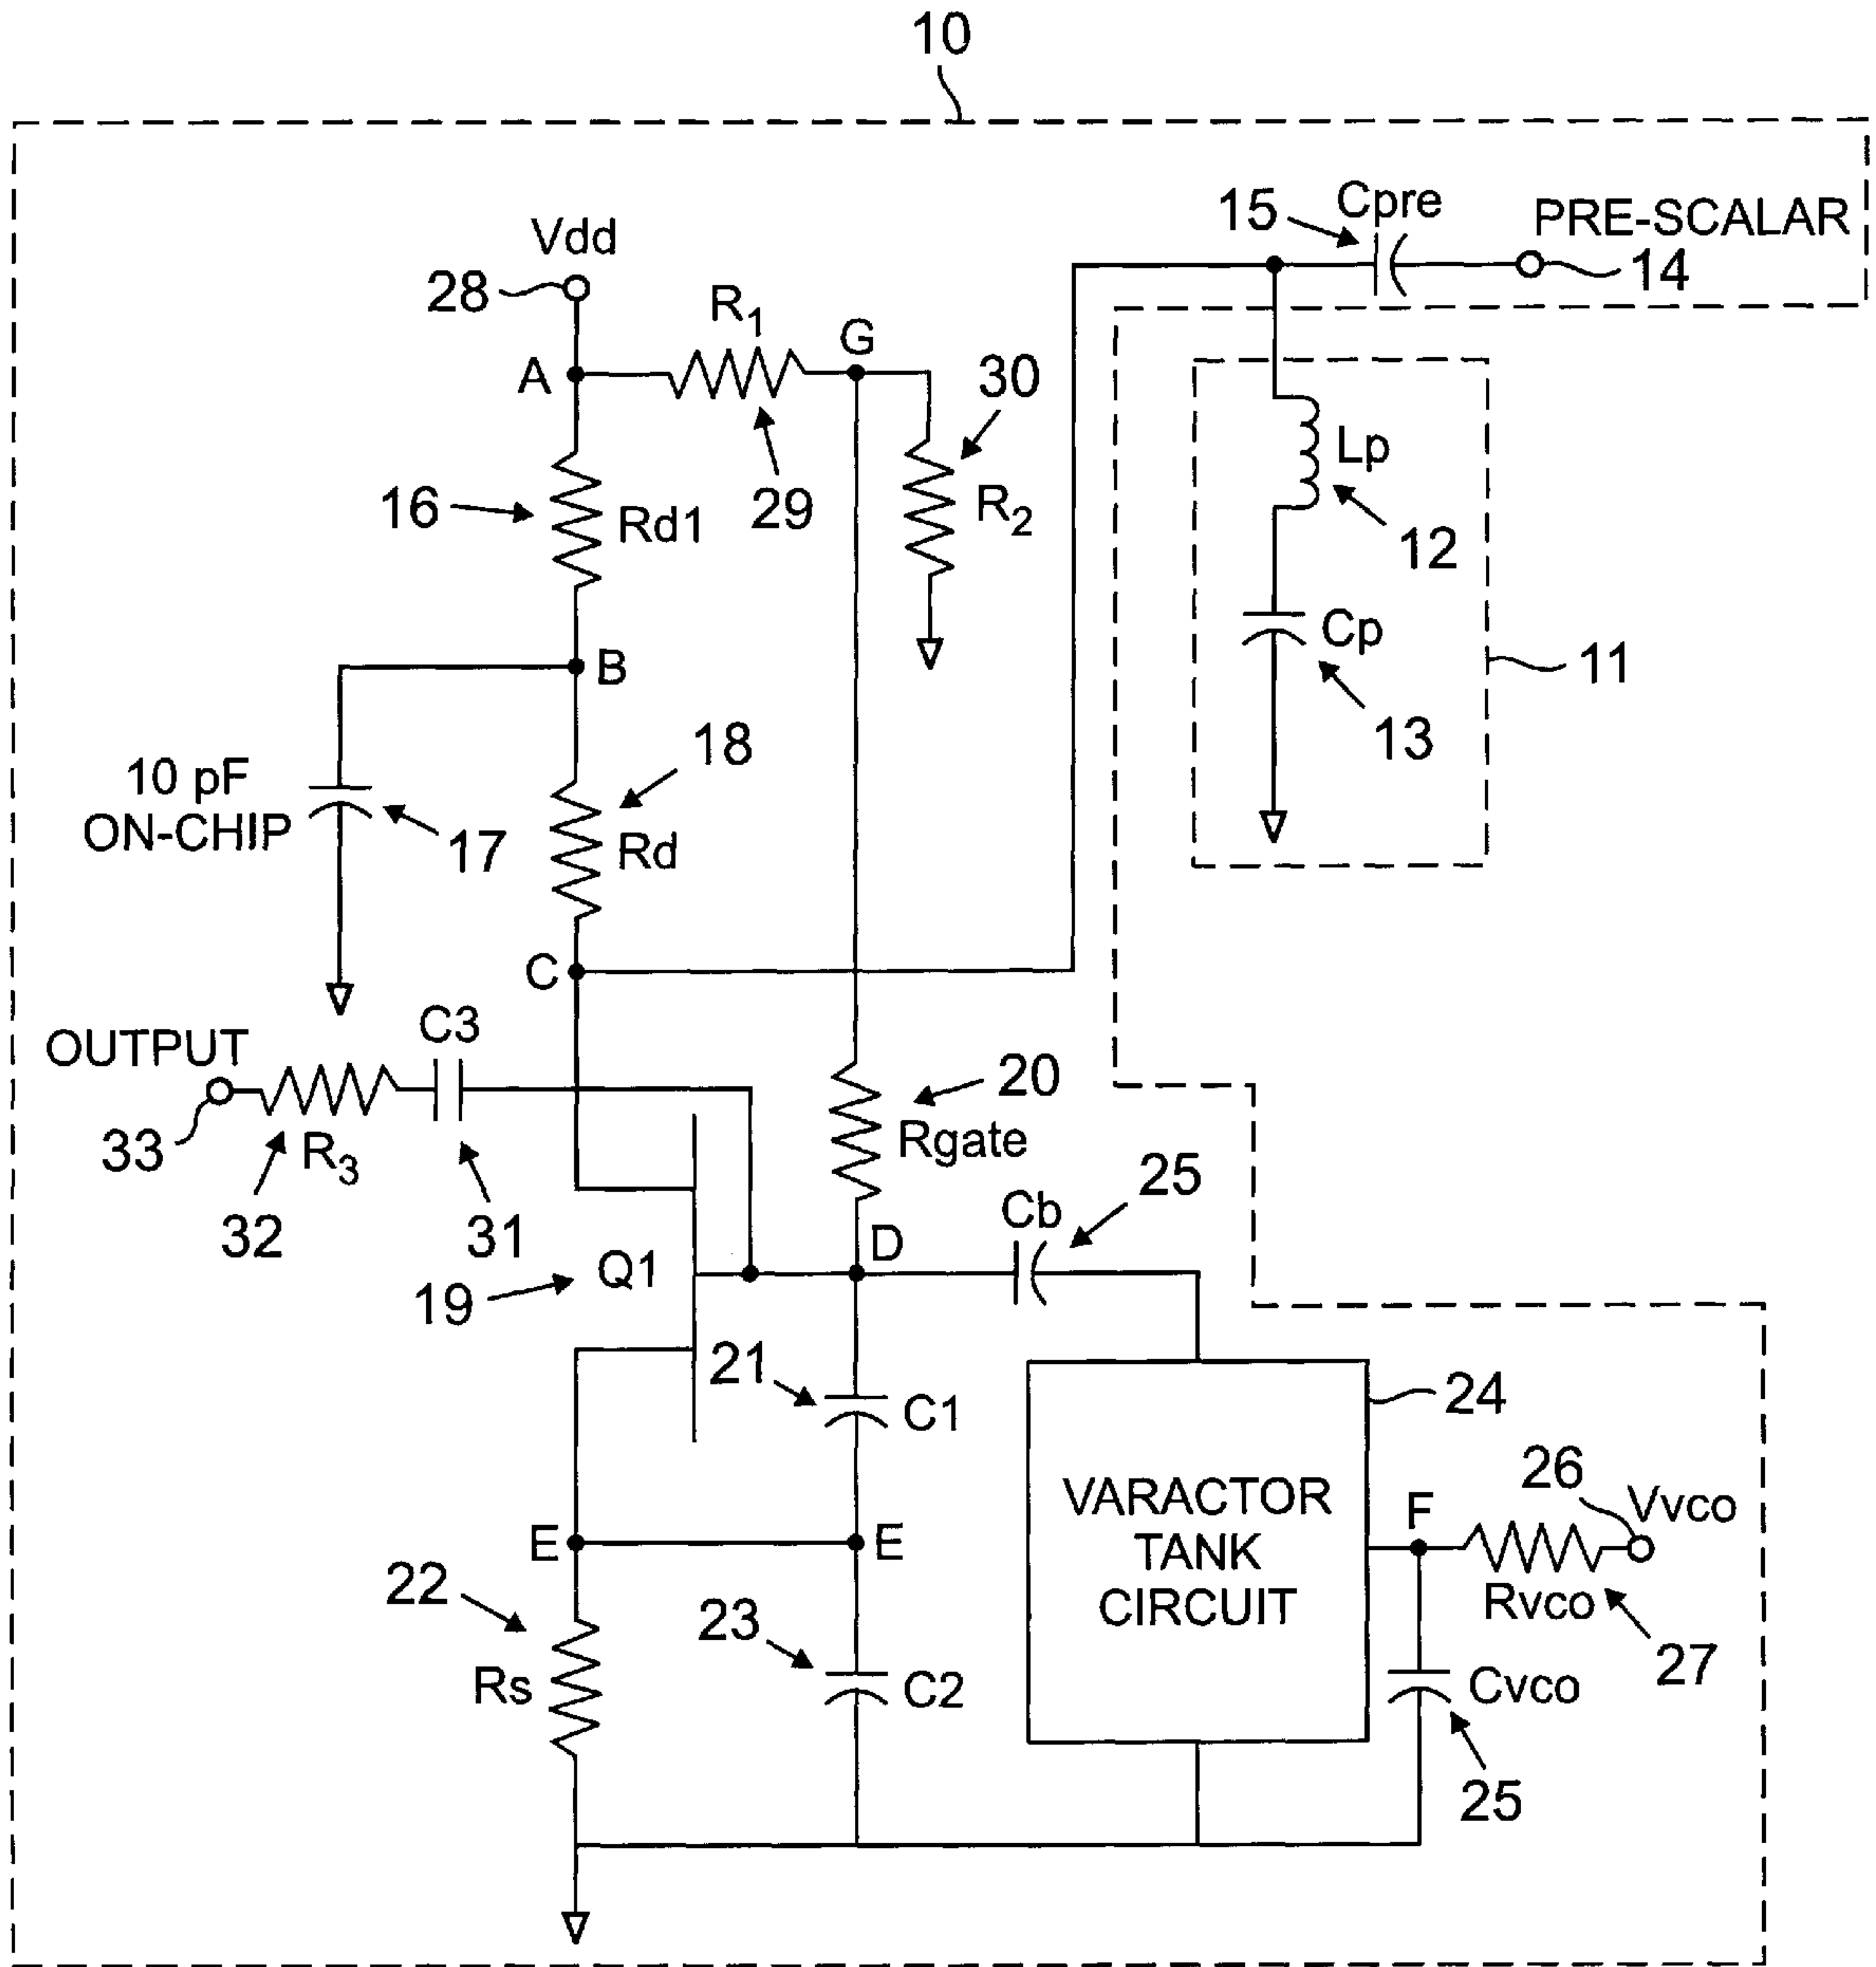 10
15
Cpre
PRE-SCALAR
14
Vdd
28
R1
G
A
30
29
R2
16
Rd1
Lp
12
B
Cp
11
13
18
10 pF
ON-CHIP
17
Rd
C
OUTPUT
C3
33
R3
20
Rgate
32
31
25
Cb
Q1
D
19
21
C1
24
VARACTOR
TANK
CIRCUIT
26
Vvco
F
E
E
22
Rvco
23
27
Rs
C2
Cvco
25